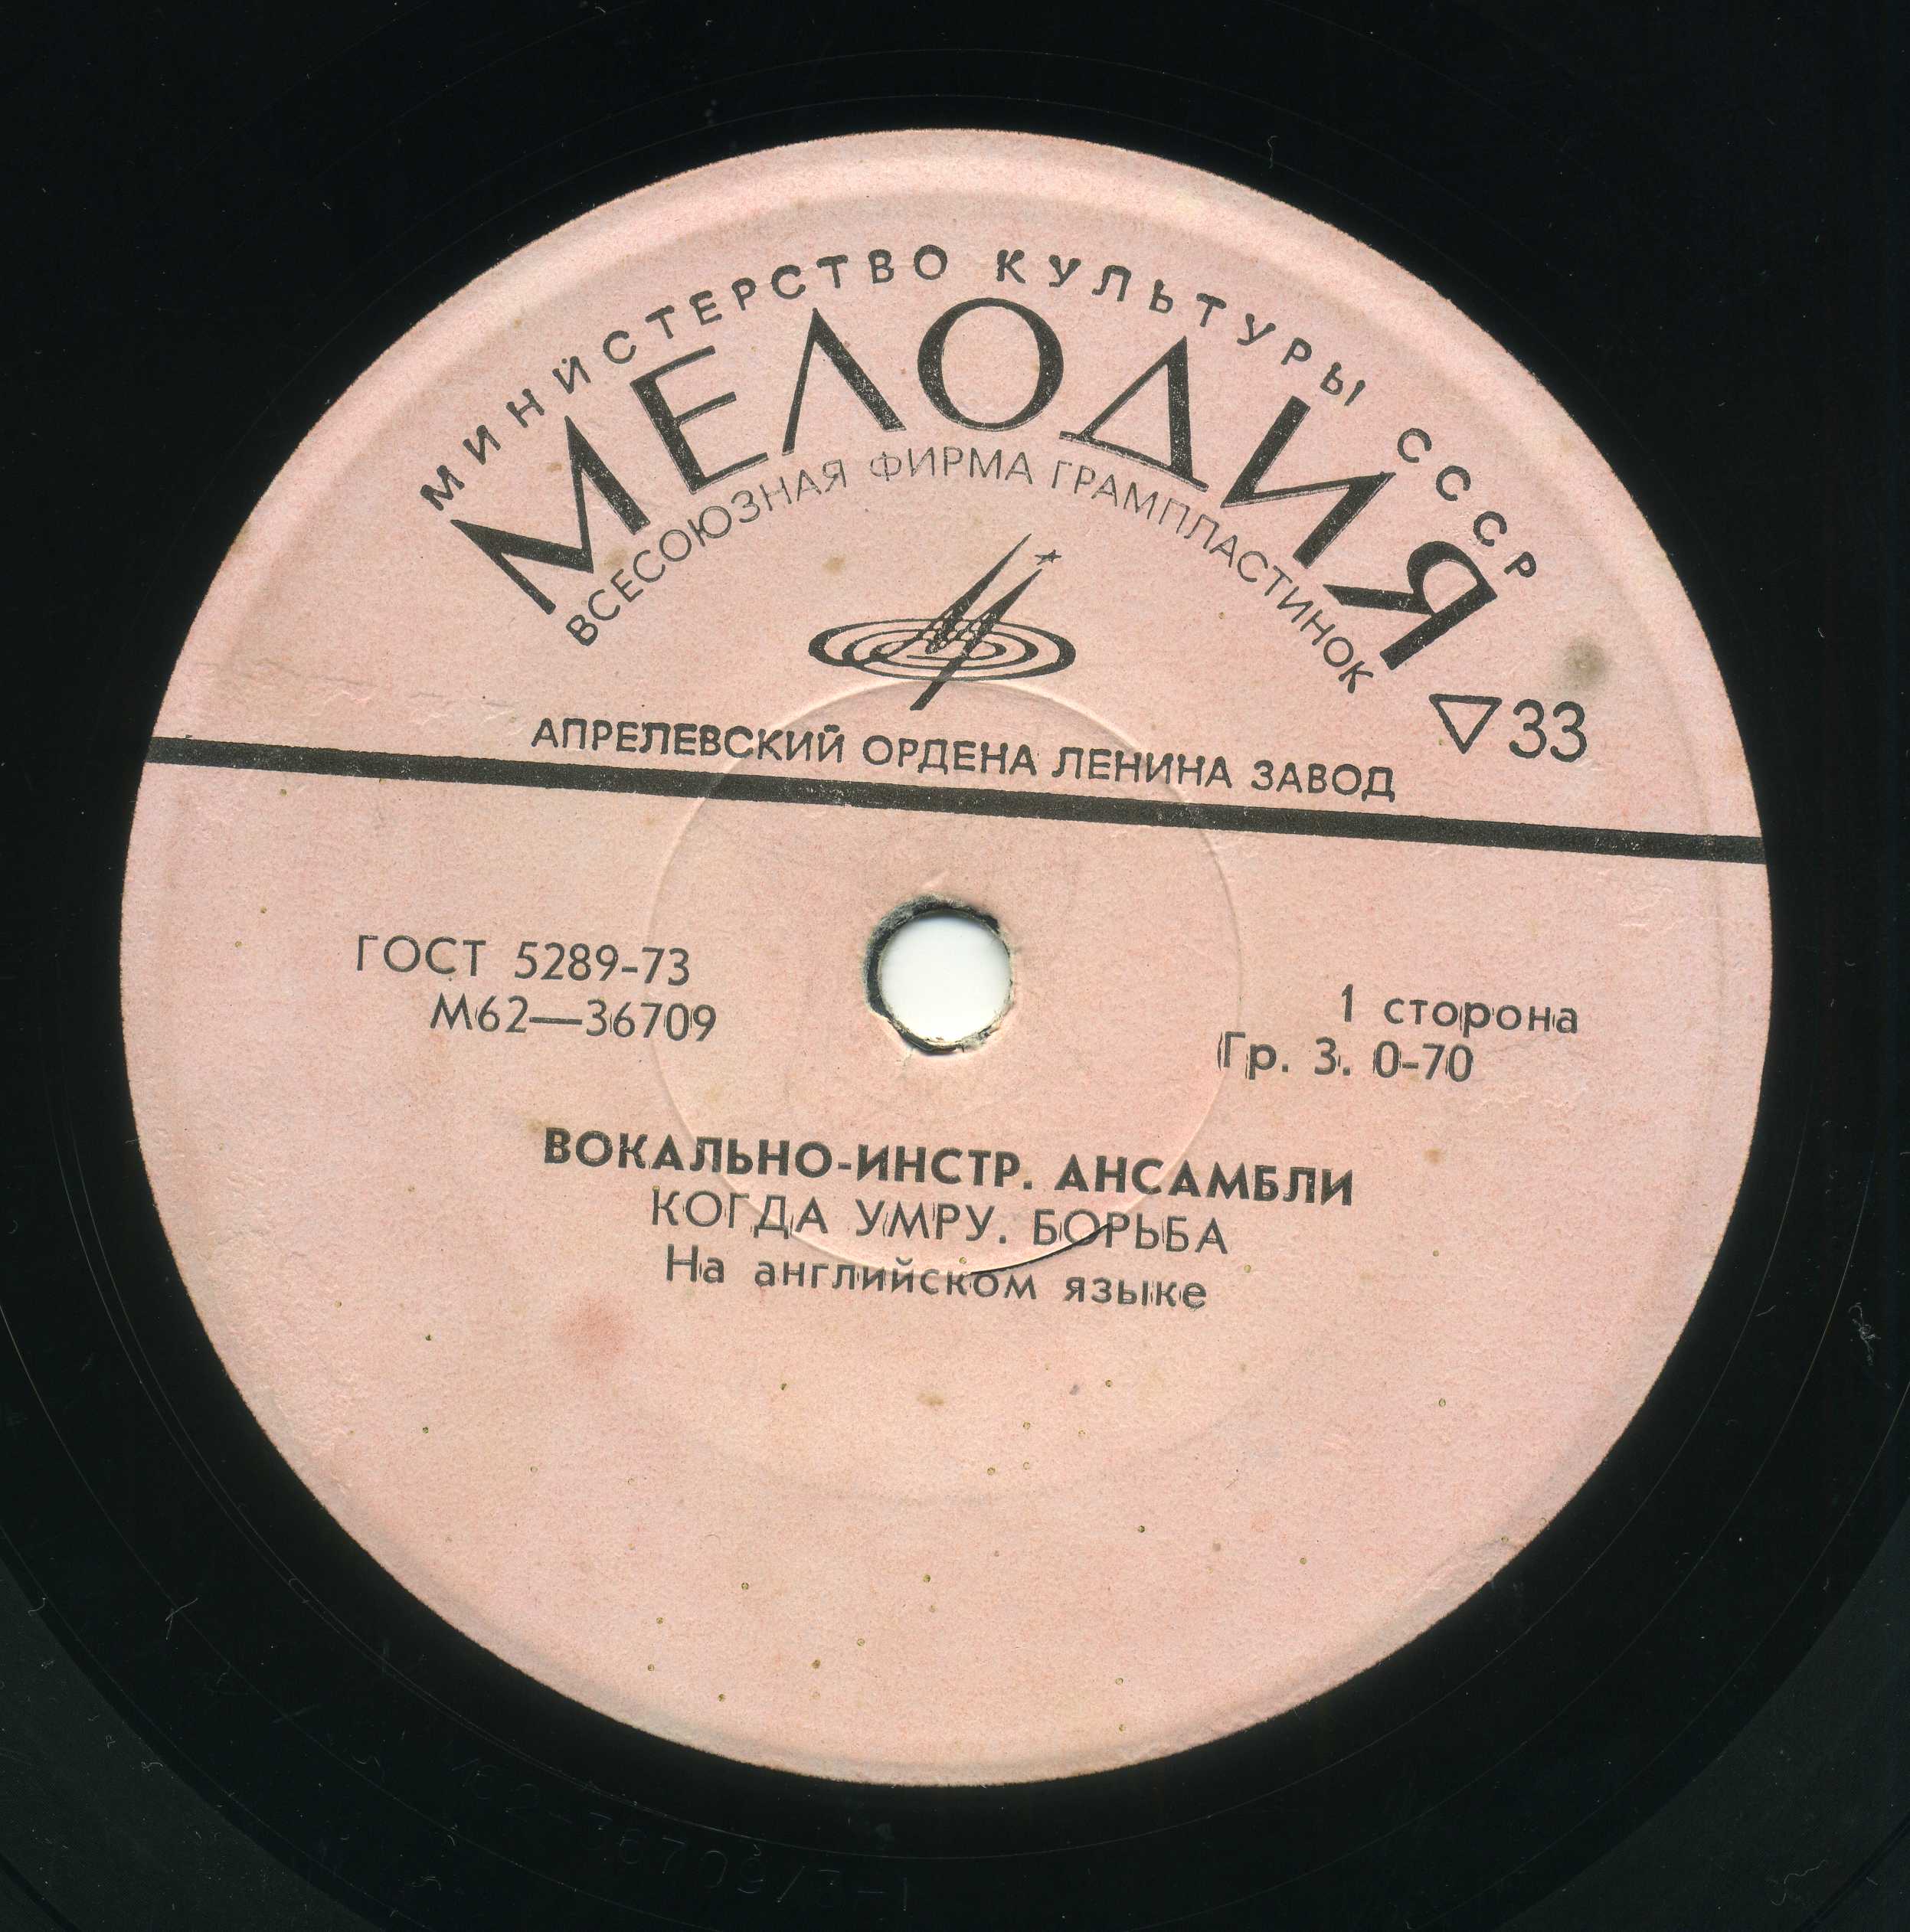 МИНИСТЕРСТВО КУЛЬТУРЫ СССР
МЕЛОДИЯ
ВСЕСОЮЗНАЯ ФИРМА ГРАМПЛАСТИНОК
33
АПРЕЛЕВСКИЙ ОРДЕНА ЛЕНИНА ЗАВОД
ГОСТ 5289-73
М62—36709
1 сторона
Гр. 3. 0-70
ВОКАЛЬНО-ИНСТР. АНСАМБЛИ
КОГДА УМРУ. БОРЬБА
На английском языке